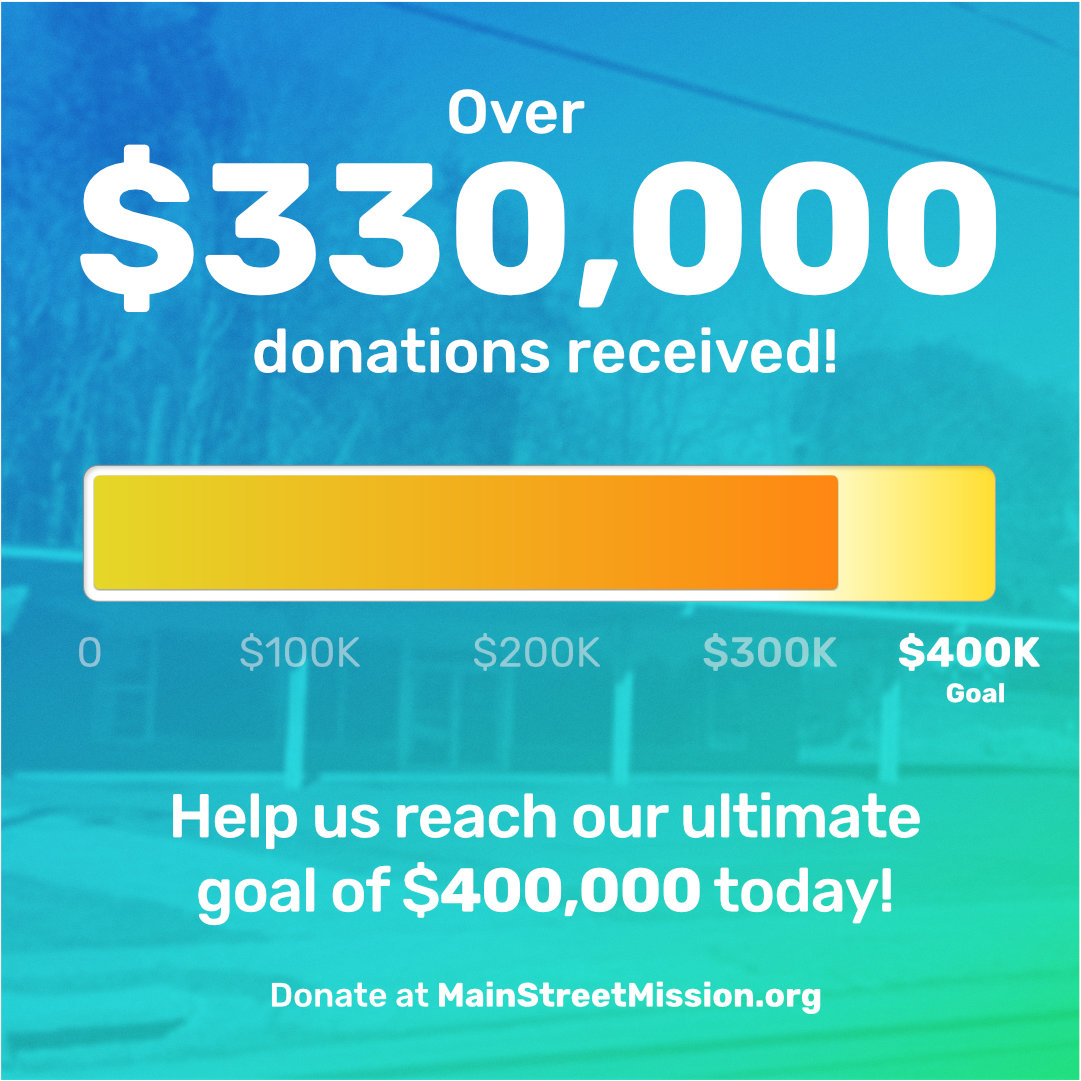 Over
$330,000
donations received!
0 $100K $200K $300K $400K
Goal
Help us reach our ultimate
goal of $400,000 today!
Donate at MainStreetMission.org